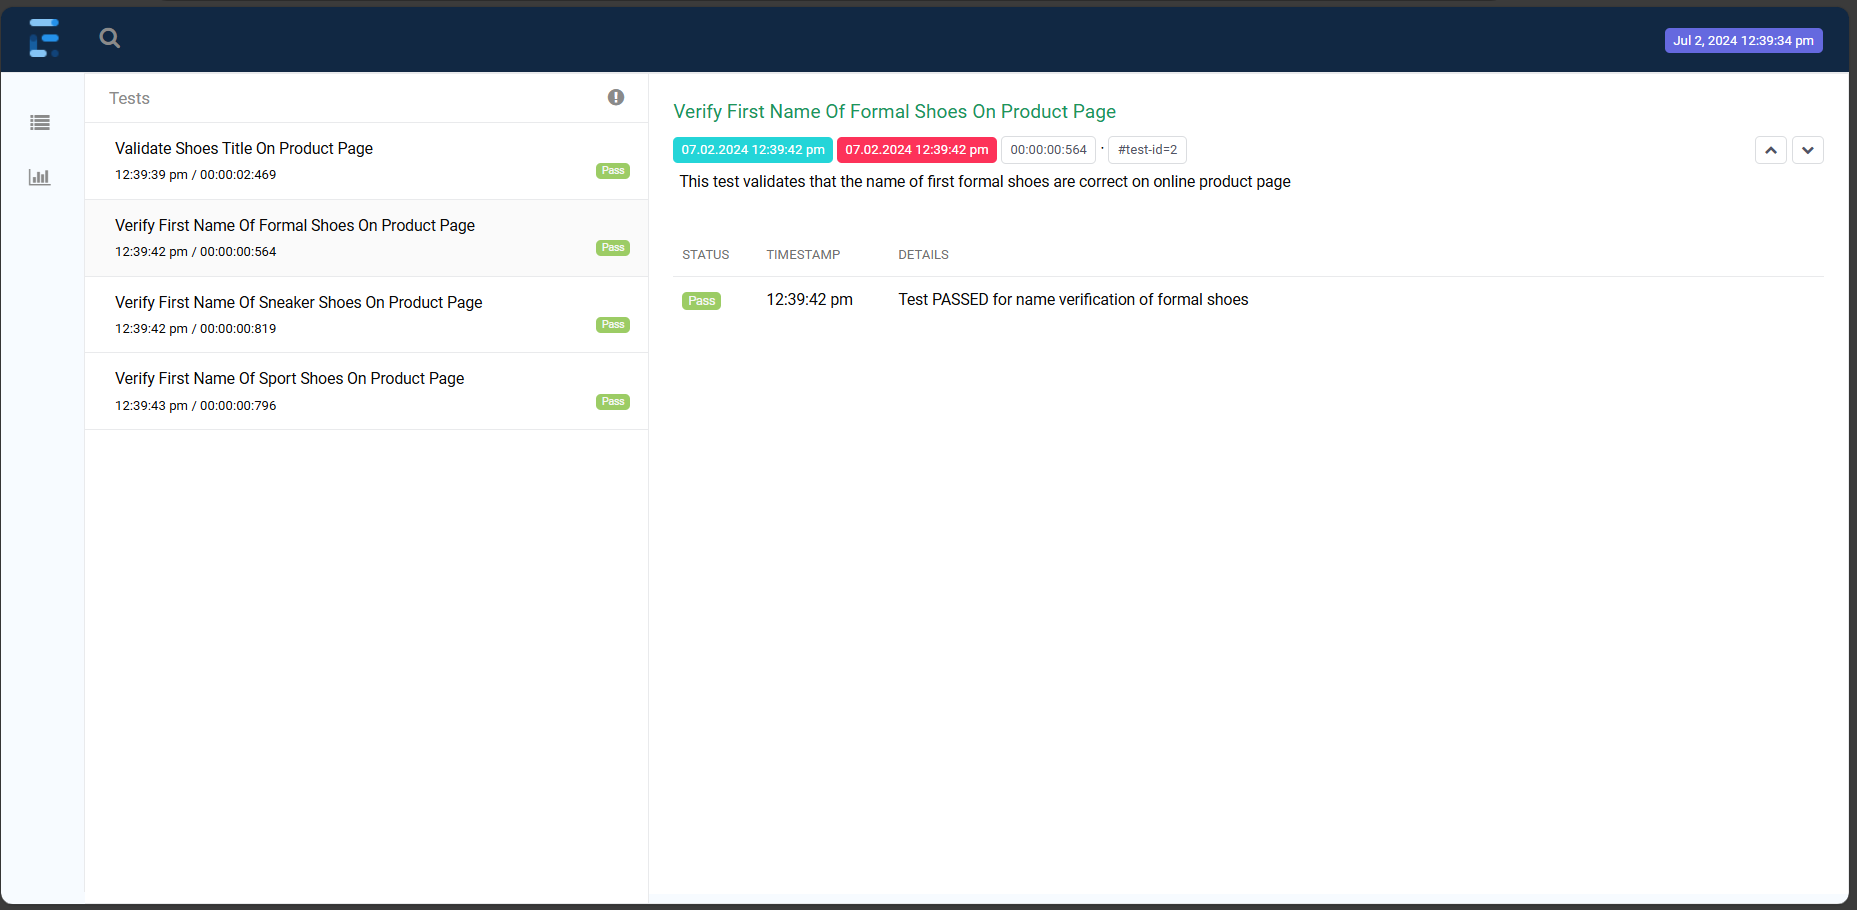 Jul 2, 2024 12:39:34 pm
Tests
Validate Shoes Title On Product Page
12:39:39 pm / 00:00:02:469
Pass
Verify First Name Of Formal Shoes On Product Page
12:39:42 pm / 00:00:00:564
Pass
Verify First Name Of Sneaker Shoes On Product Page
12:39:42 pm / 00:00:00:819
Pass
Verify First Name Of Sport Shoes On Product Page
12:39:43 pm / 00:00:00:796
Pass
Verify First Name Of Formal Shoes On Product Page
07.02.2024 12:39:42 pm 07.02.2024 12:39:42 pm 00:00:00:564 · #test-id=2
This test validates that the name of first formal shoes are correct on online product page
STATUS TIMESTAMP DETAILS
Pass 12:39:42 pm Test PASSED for name verification of formal shoes